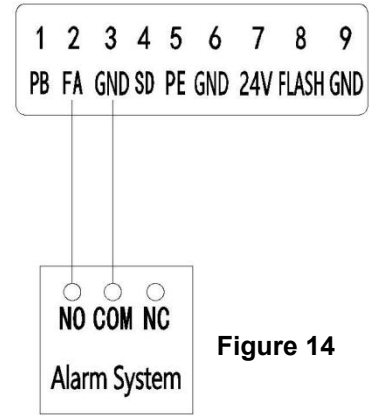 1 2 3 4 5 6 7 8 9
PB FA GND SD PE GND 24V FLASH GND
NO COM NC
Alarm System
Figure 14